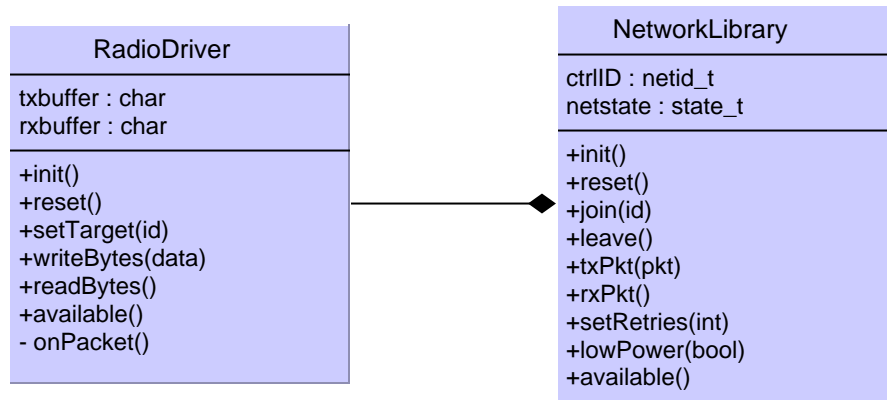 RadioDriver
txbuffer : char
rxbuffer : char
+init()
+reset()
+setTarget(id)
+writeBytes(data)
+readBytes()
+available()
- onPacket()
NetworkLibrary
ctrlID : netid_t
netstate : state_t
+init()
+reset()
+join(id)
+leave()
+txPkt(pkt)
+rxPkt()
+setRetries(int)
+lowPower(bool)
+available()